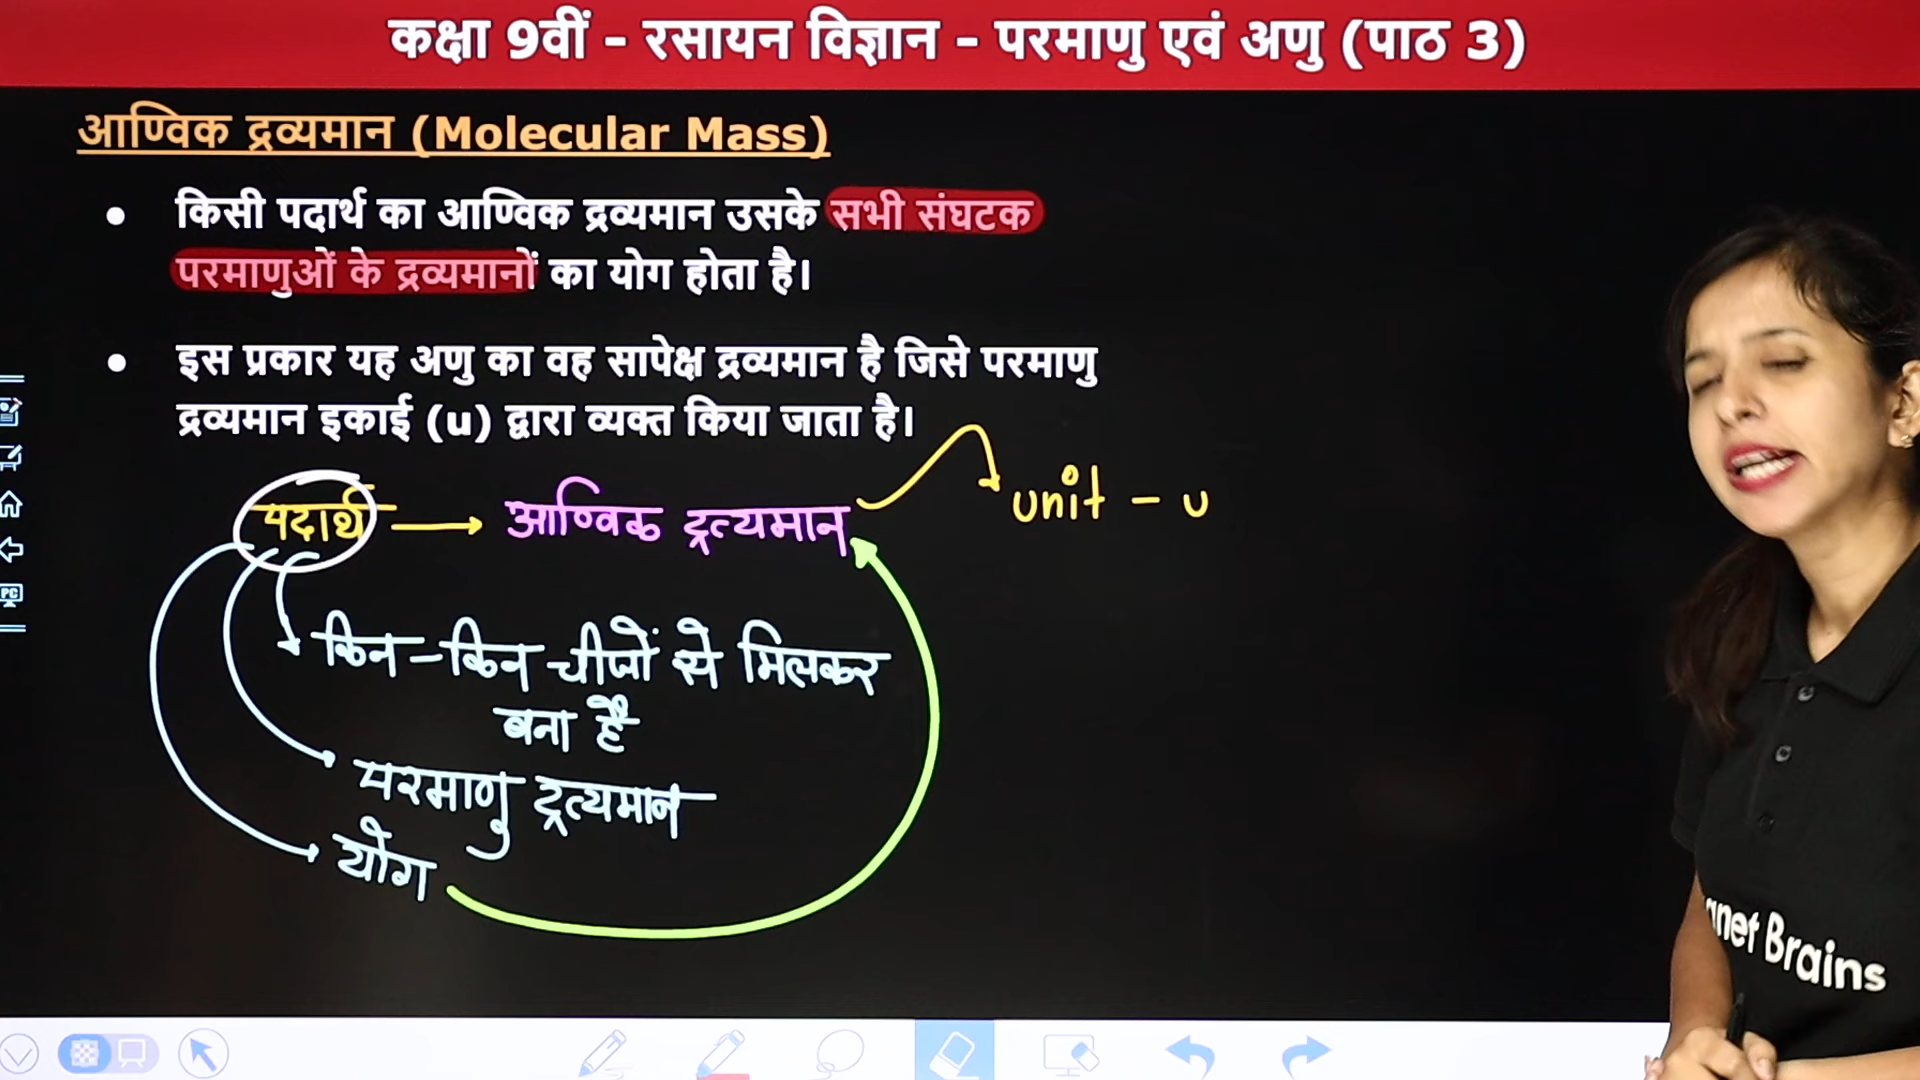 कक्षा 9वीं - रसायन विज्ञान - परमाणु एवं अणु (पाठ 3)
आण्विक द्रव्यमान (Molecular Mass)
• किसी पदार्थ का आण्विक द्रव्यमान उसके सभी संघटक
परमाणुओं के द्रव्यमानों का योग होता है।
• इस प्रकार यह अणु का वह सापेक्ष द्रव्यमान है जिसे परमाणु
द्रव्यमान इकाई (u) द्वारा व्यक्त किया जाता है।
पदार्थ → आण्विक द्रव्यमान unit - u
किन-किन चीजों से मिलकर
बना है
परमाणु द्रव्यमान
योग
PC
anet Brains